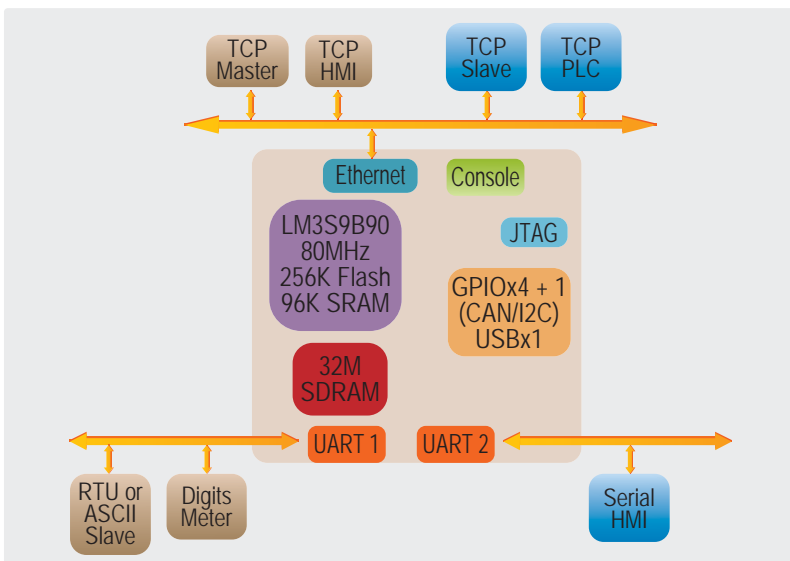 TCP
Master
TCP
HMI
TCP
Slave
TCP
PLC
Ethernet
Console
LM3S9B90
80MHz
256K Flash
96K SRAM
JTAG
GPIOx4 + 1
(CAN/I2C)
USBx1
32M
SDRAM
UART 1
UART 2
RTU or
ASCII
Slave
Digits
Meter
Serial
HMI